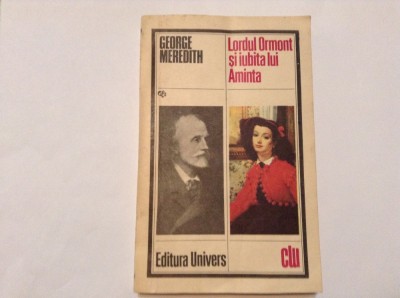 GEORGE
MEREDITH
Lordul Ormont
și iubita lui
Aminta
Editura Univers
clu